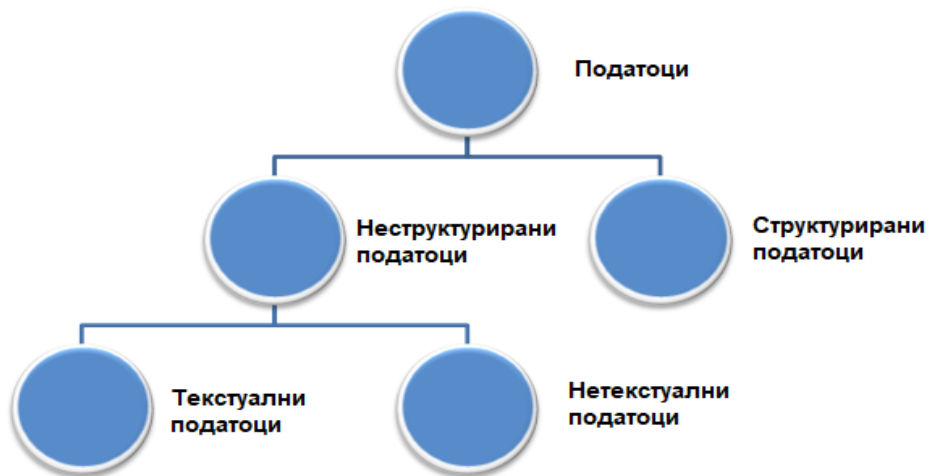 Податоци
Неструктурирани
податоци
Структурирани
податоци
Текстуални
податоци
Нетекстуални
податоци